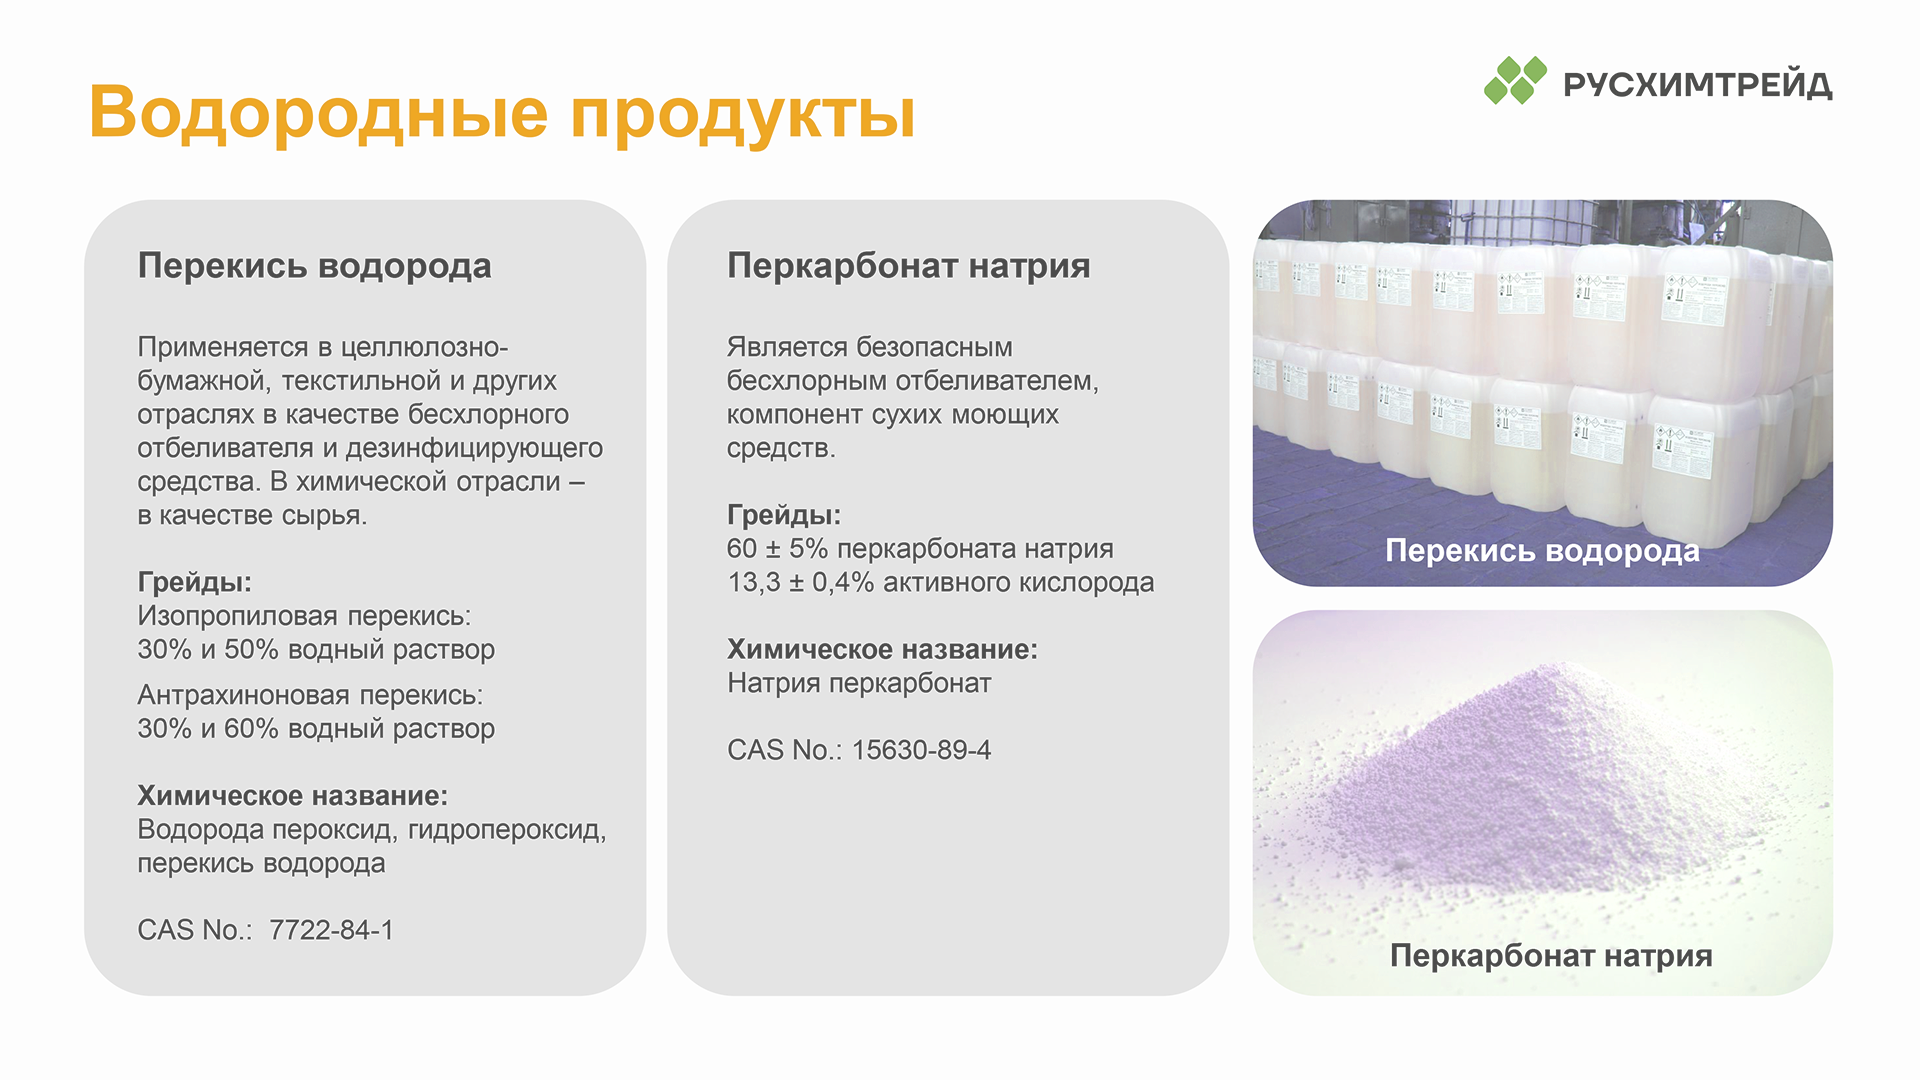 Водородные продукты
РУСХИМТРЕЙД
Перекись водорода
Применяется в целлюлозно-
бумажной, текстильной и других
отраслях в качестве бесхлорного
отбеливателя и дезинфицирующего
средства. В химической отрасли –
в качестве сырья.
Грейды:
Изопропиловая перекись:
30% и 50% водный раствор
Антрахиноновая перекись:
30% и 60% водный раствор
Химическое название:
Водорода пероксид, гидропероксид,
перекись водорода
CAS No.: 7722-84-1
Перкарбонат натрия
Является безопасным
бесхлорным отбеливателем,
компонент сухих моющих
средств.
Грейды:
60 ± 5% перкарбоната натрия
13,3 ± 0,4% активного кислорода
Химическое название:
Натрия перкарбонат
CAS No.: 15630-89-4
Перекись водорода
Перкарбонат натрия